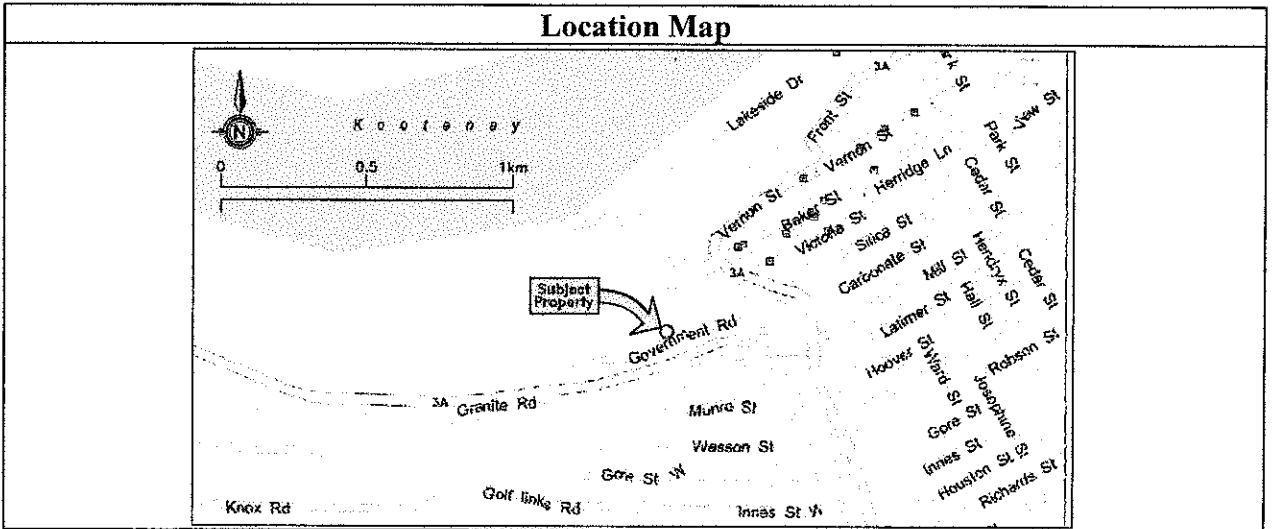 Location Map
3A
Lakeside Dr
Front St
View St
Park St
Kootenay
N
0
0.5
1km
Vernon St
Herridge Ln
Cedar St
Vernon St
Baker St
Victoria St
Silica St
Carbonate St
Mill St
Hendryx St
Cedar St
3A
Hall St
Latimer St
Subject
Property
Government Rd
Hoover St
Ward St
Robson St
Josephine St
3A
Granite Rd
Munro St
Gore St
Wasson St
Innes St
Gore St W
Houston St
Richards St
Knox Rd
Golf links Rd
Innes St W